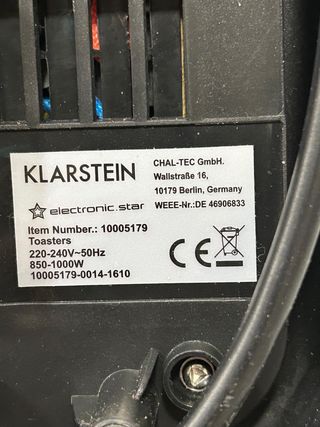 KLARSTEIN
CHAL-TEC GmbH.
Wallstraße 16,
10179 Berlin, Germany
electronic.star
WEEE-Nr.:DE 46906833
Item Number.: 10005179
Toasters
220-240V~50Hz
850-1000W
10005179-0014-1610
CE